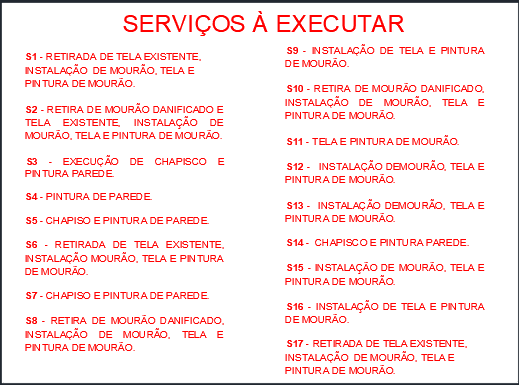 SERVIÇOS À EXECUTAR
S1 - RETIRADA DE TELA EXISTENTE,
INSTALAÇÃO DE MOURÃO, TELA E
PINTURA DE MOURÃO.
S2 - RETIRA DE MOURÃO DANIFICADO E
TELA EXISTENTE, INSTALAÇÃO DE
MOURÃO, TELA E PINTURA DE MOURÃO.
S3 - EXECUÇÃO DE CHAPISCO E
PINTURA PAREDE.
S4 - PINTURA DE PAREDE.
S5 - CHAPISO E PINTURA DE PAREDE.
S6 - RETIRADA DE TELA EXISTENTE,
INSTALAÇÃO MOURÃO, TELA E PINTURA
DE MOURÃO.
S7 - CHAPISO E PINTURA DE PAREDE.
S8 - RETIRA DE MOURÃO DANIFICADO,
INSTALAÇÃO DE MOURÃO, TELA E
PINTURA DE MOURÃO.
S9 - INSTALAÇÃO DE TELA E PINTURA
DE MOURÃO.
S10 - RETIRA DE MOURÃO DANIFICADO,
INSTALAÇÃO DE MOURÃO, TELA E
PINTURA DE MOURÃO.
S11 - TELA E PINTURA DE MOURÃO.
S12 - INSTALAÇÃO DEMOURÃO, TELA E
PINTURA DE MOURÃO.
S13 - INSTALAÇÃO DEMOURÃO, TELA E
PINTURA DE MOURÃO.
S14 - CHAPISCO E PINTURA PAREDE.
S15 - INSTALAÇÃO DE MOURÃO, TELA E
PINTURA DE MOURÃO.
S16 - INSTALAÇÃO DE TELA E PINTURA
DE MOURÃO.
S17 - RETIRADA DE TELA EXISTENTE,
INSTALAÇÃO DE MOURÃO, TELA E
PINTURA DE MOURÃO.